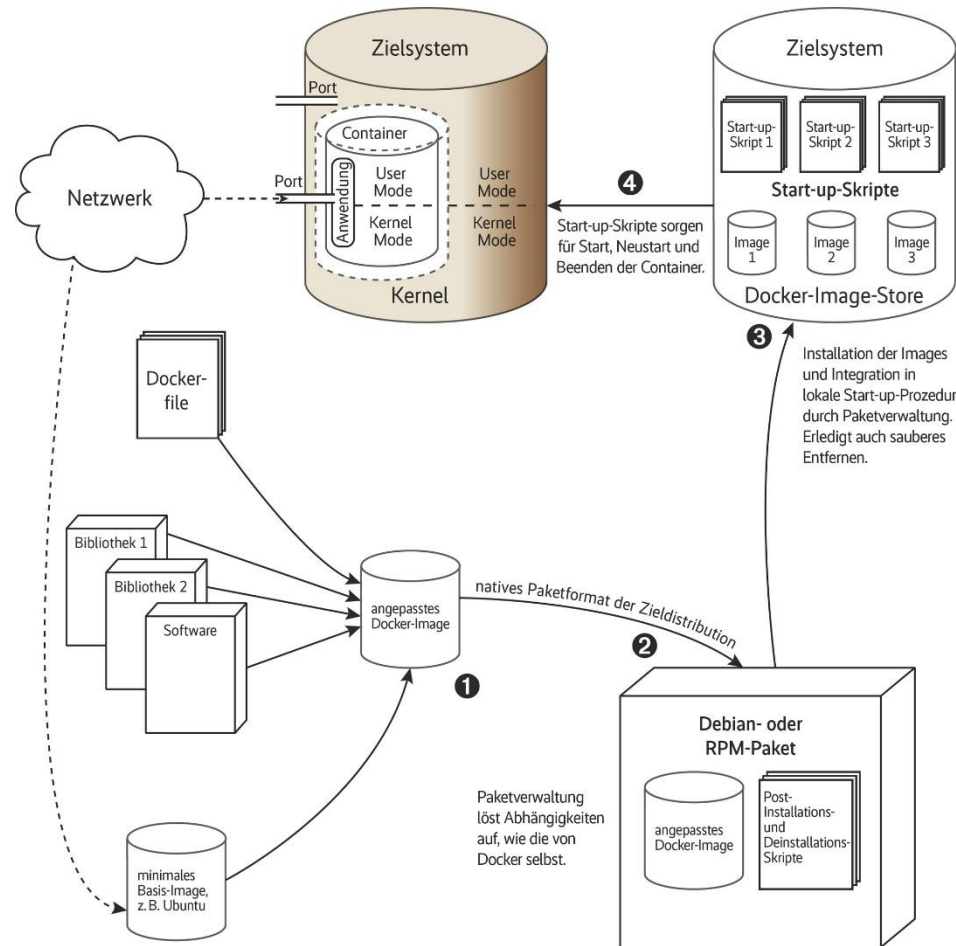 Zielsystem
Port
Container
Port
Anwendung
User
Mode
Kernel
Mode
User
Mode
Kernel
Mode
Kernel
Netzwerk
❹
Start-up-Skripte sorgen
für Start, Neustart und
Beenden der Container.
Zielsystem
Start-up-
Skript 1
Start-up-
Skript 2
Start-up-
Skript 3
Start-up-Skripte
Image
1
Image
2
Image
3
Docker-Image-Store
❸
Installation der Images
und Integration in
lokale Start-up-Prozedur
durch Paketverwaltung.
Erledigt auch sauberes
Entfernen.
Docker-
file
Bibliothek 1
Bibliothek 2
Software
angepasstes
Docker-Image
❶
natives Paketformat der Zieldistribution
❷
Debian- oder
RPM-Paket
angepasstes
Docker-Image
Post-
Installations-
und
Deinstallations-
Skripte
Paketverwaltung
löst Abhängigkeiten
auf, wie die von
Docker selbst.
minimales
Basis-Image,
z. B. Ubuntu